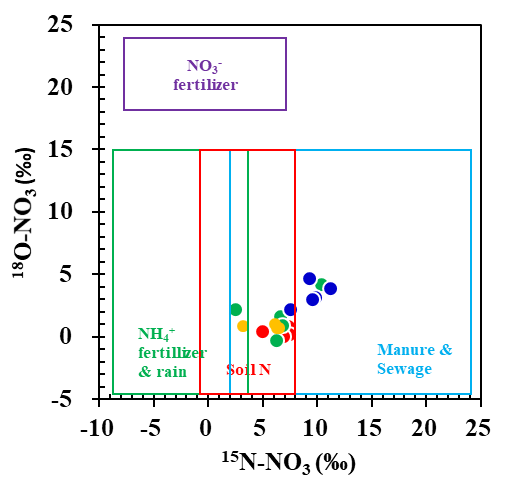 25
20
15
10
5
0
-5
¹⁸O-NO₃ (‰)
NO₃⁻
fertilizer
NH₄⁺
fertillizer
& rain
Soil N
Manure &
Sewage
-10 -5 0 5 10 15 20 25
¹⁵N-NO₃ (‰)